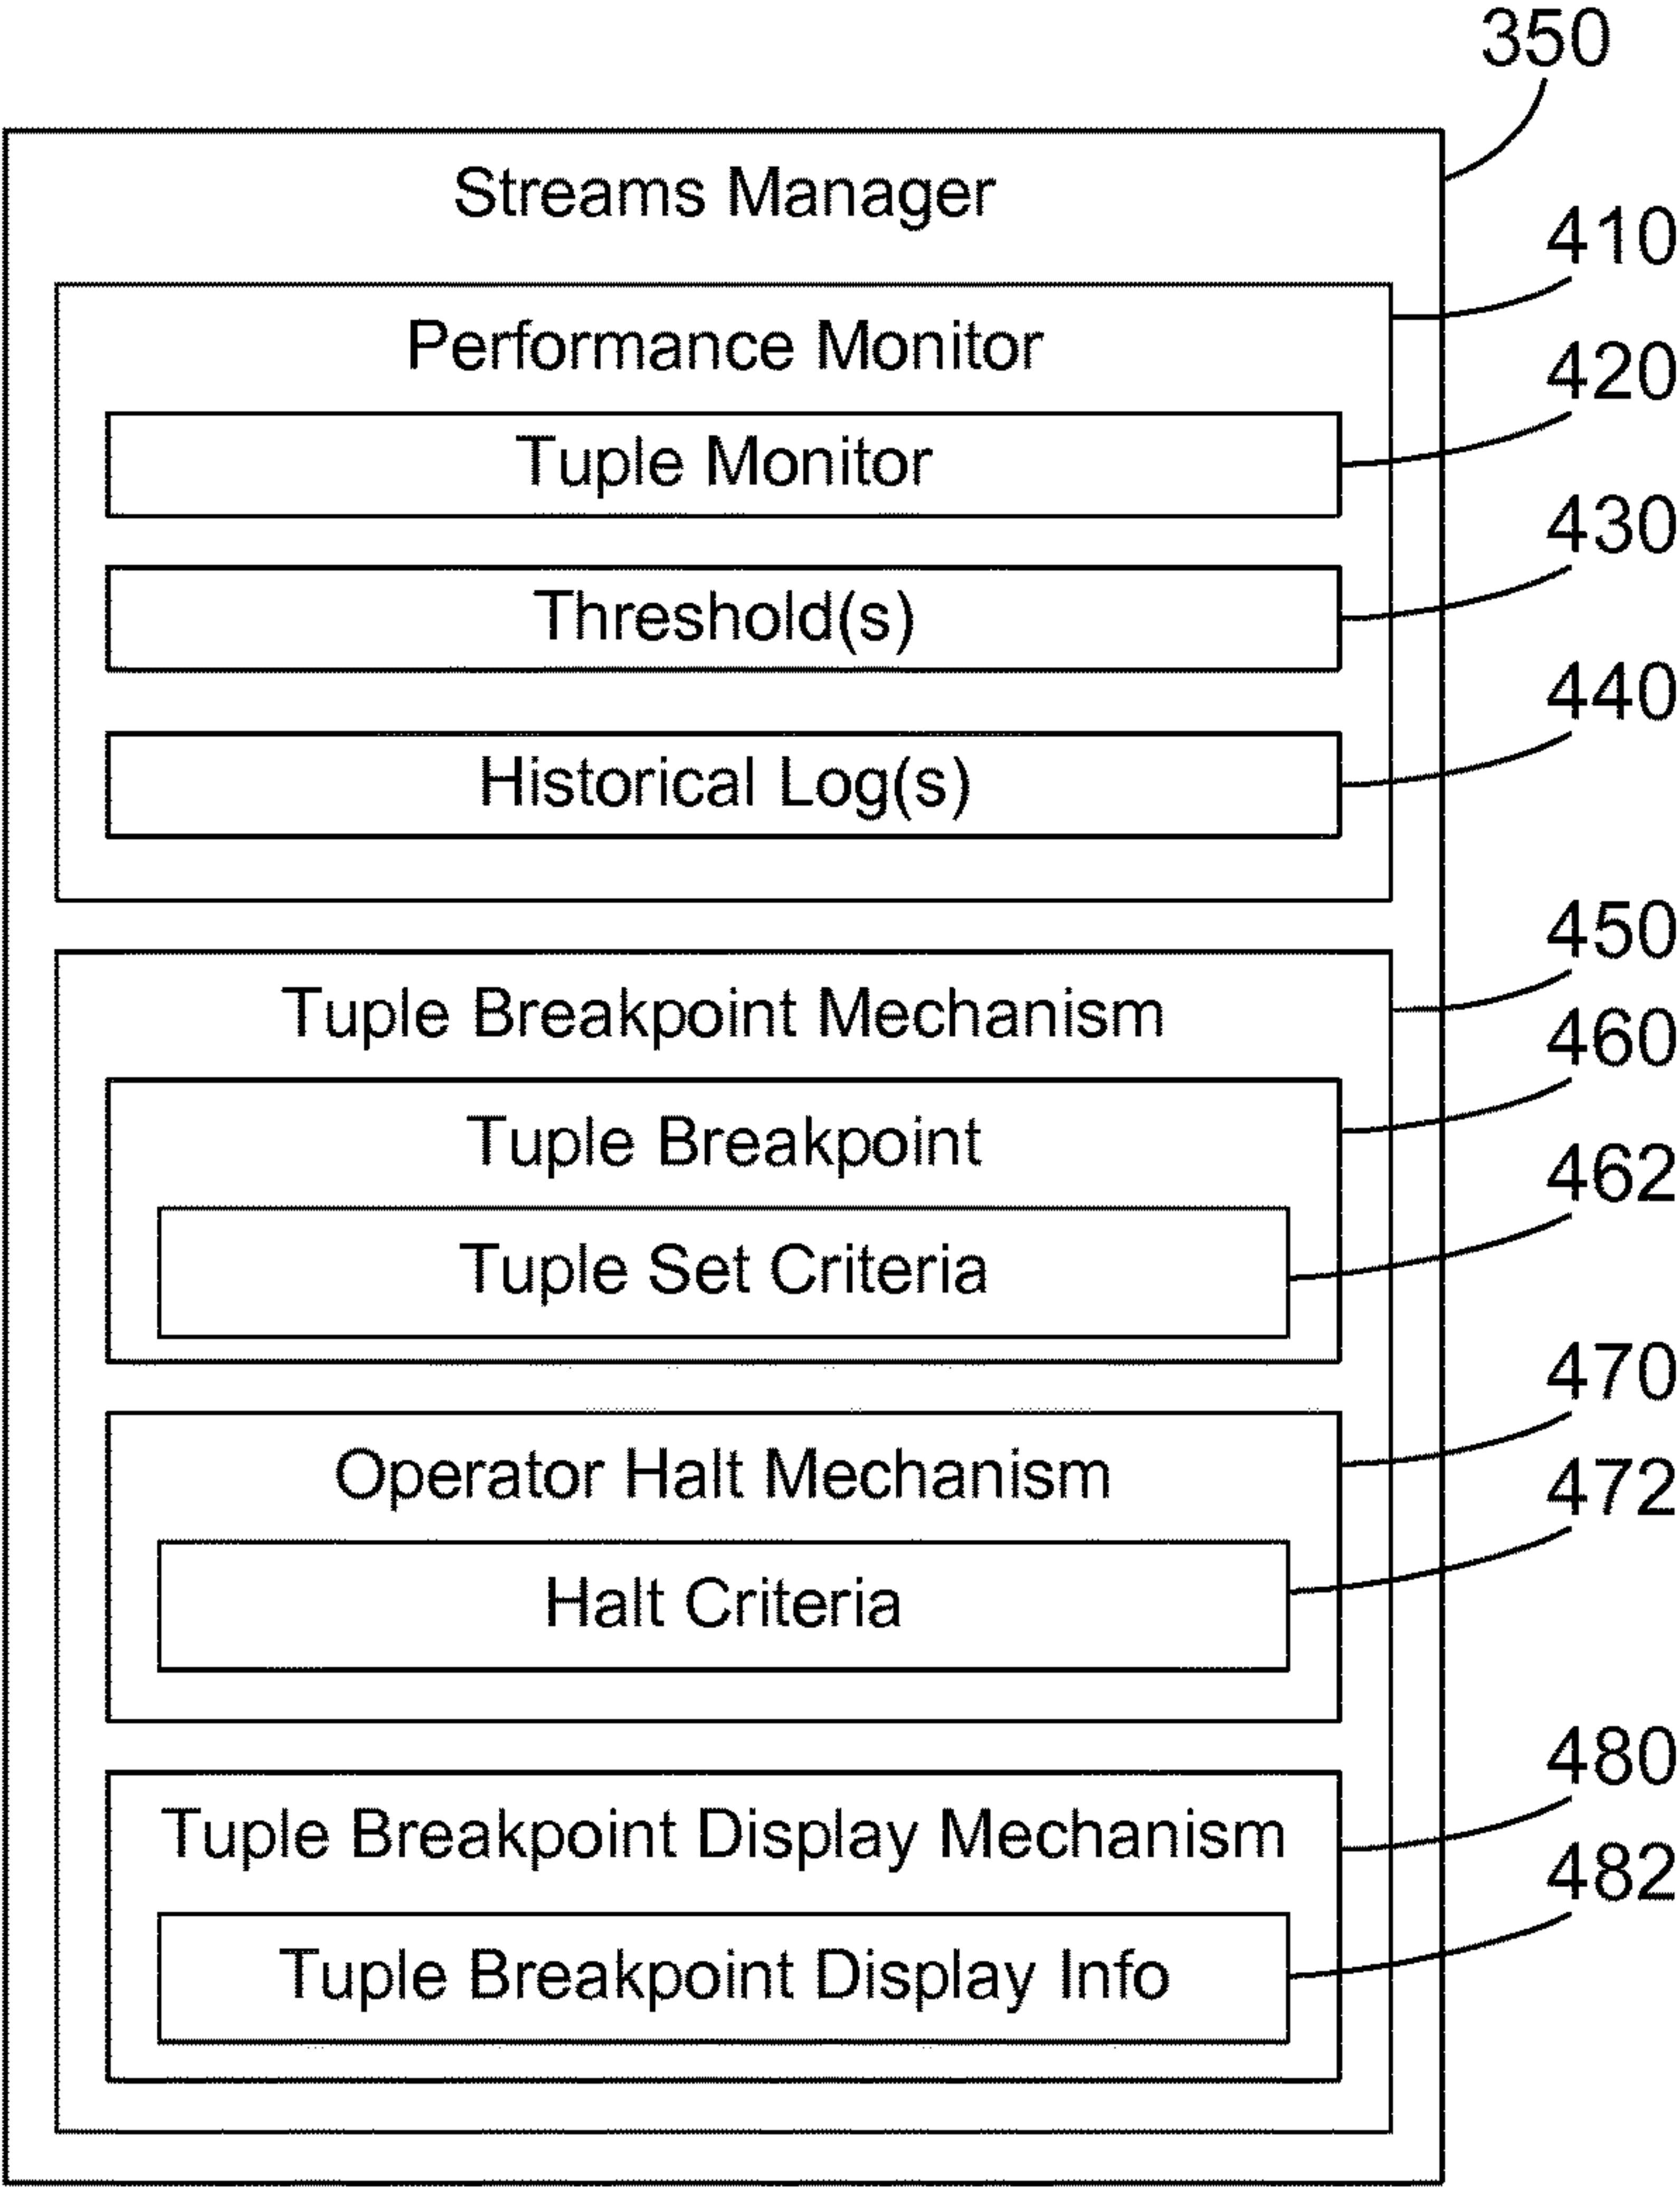 350
Streams Manager
410
Performance Monitor
420
Tuple Monitor
430
Threshold(s)
440
Historical Log(s)
450
Tuple Breakpoint Mechanism
460
Tuple Breakpoint
462
Tuple Set Criteria
470
Operator Halt Mechanism
472
Halt Criteria
480
Tuple Breakpoint Display Mechanism
482
Tuple Breakpoint Display Info